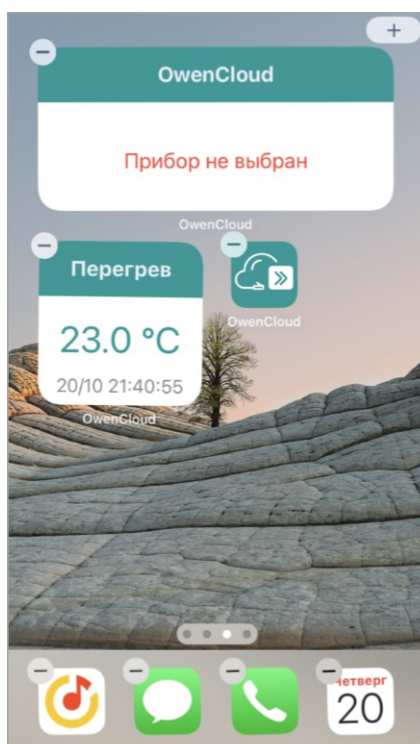 OwenCloud
Прибор не выбран
OwenCloud
Перегрев
23.0 °C
20/10 21:40:55
OwenCloud
OwenCloud
четверг
20